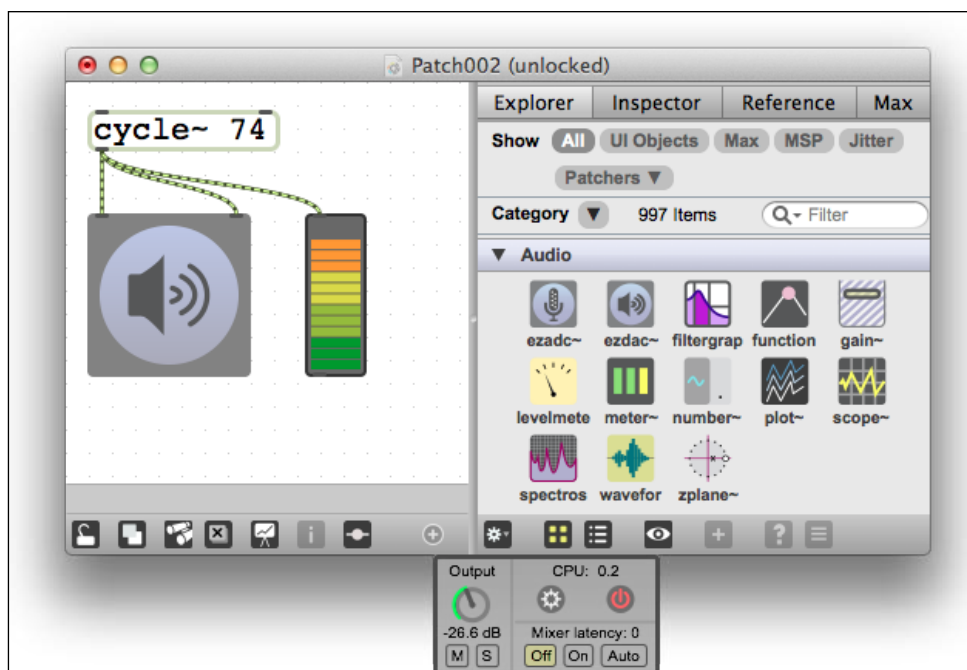 Patch002 (unlocked)
cycle~ 74
Explorer Inspector Reference Max
Show All UI Objects Max MSP Jitter
Patchers ▼
Category ▼ 997 Items Filter
▼ Audio
ezadc~ ezdac~ filtergrap function gain~
levelmete meter~ number~ plot~ scope~
spectros wavefor zplane~
Output CPU: 0.2
-26.6 dB Mixer latency: 0
M S Off On Auto